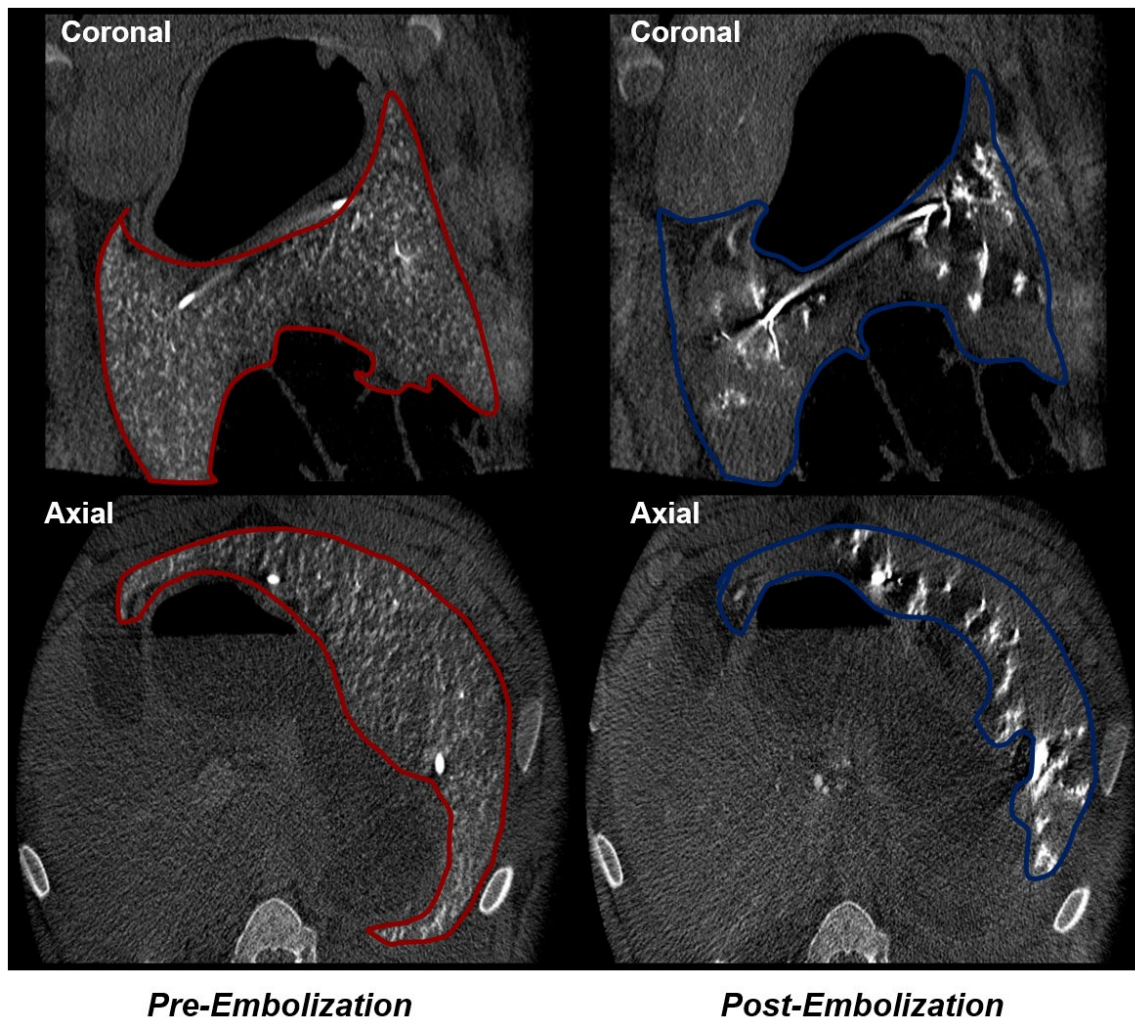 Coronal
Coronal
Axial
Axial
Pre-Embolization
Post-Embolization